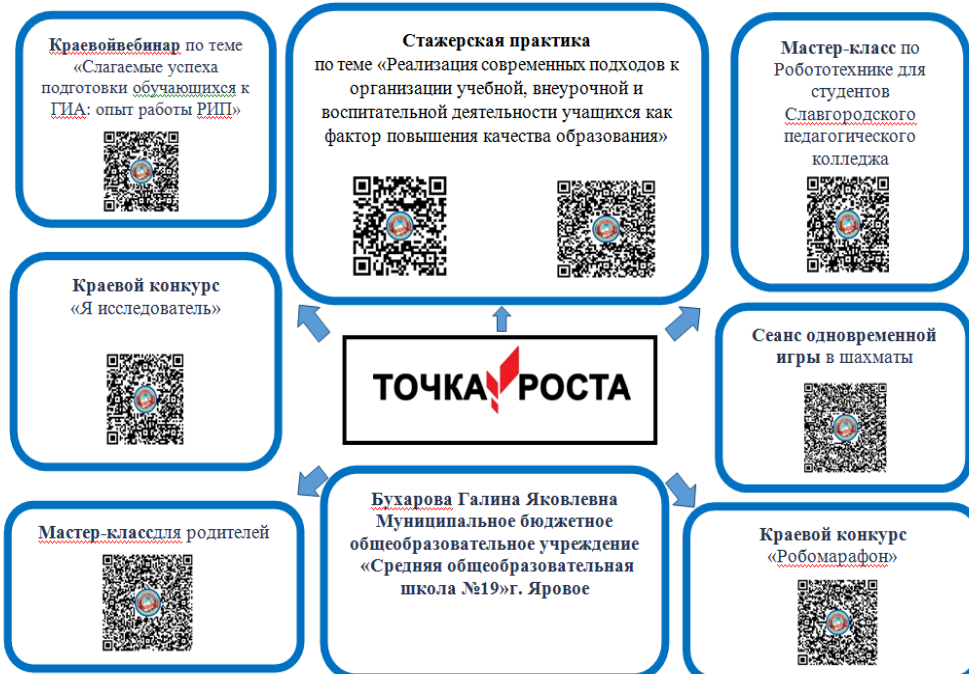 Краевойвебинар по теме
«Слагаемые успеха
подготовки обучающихся к
ГИА: опыт работы РИП»
Стажерская практика
по теме «Реализация современных подходов к
организации учебной, внеурочной и
воспитательной деятельности учащихся как
фактор повышения качества образования»
Мастер-класс по
Робототехнике для
студентов
Славгородского
педагогического
колледжа
Краевой конкурс
«Я исследователь»
ТОЧКА РОСТА
Сеанс одновременной
игры в шахматы
Мастер-классдля родителей
Бухарова Галина Яковлевна
Муниципальное бюджетное
общеобразовательное учреждение
«Средняя общеобразовательная
школа №19»г. Яровое
Краевой конкурс
«Робомарафон»